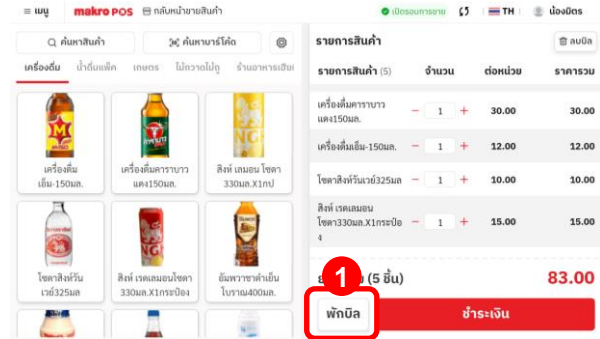 ≡ เมนู makro POS กลับหน้าขายสินค้า เปิดรอบการขาย TH น้องมิตร
ค้นหาสินค้า ค้นหาบาร์โค้ด
เครื่องดื่ม น้ำดื่มแพ็ค เกษตร ไม้กวาดไม้ถู ร้านอาหารเซ็น
เครื่องดื่ม
เอ็ม-150มล.
เครื่องดื่มคาราบาว
แดง150มล.
สิงห์ เลมอน โซดา
330มล.X1กป
โซดาสิงห์วัน
เวย์325มล
สิงห์ เรดเลมอนโซดา
330มล.X1กระป๋อง
อัมพวาชาดำเย็น
โบราณ400มล.
รายการสินค้า ลบบิล
รายการสินค้า (5) จำนวน ต่อหน่วย ราคารวม
เครื่องดื่มคาราบาว
แดง150มล. − 1 + 30.00 30.00
เครื่องดื่มเอ็ม-150มล. − 1 + 12.00 12.00
โซดาสิงห์วันเวย์325มล − 1 + 10.00 10.00
สิงห์ เรดเลมอน
โซดา330มล.X1กระป๋อ − 1 + 15.00 15.00
ง
1
(5 ชิ้น) 83.00
พักบิล ชำระเงิน